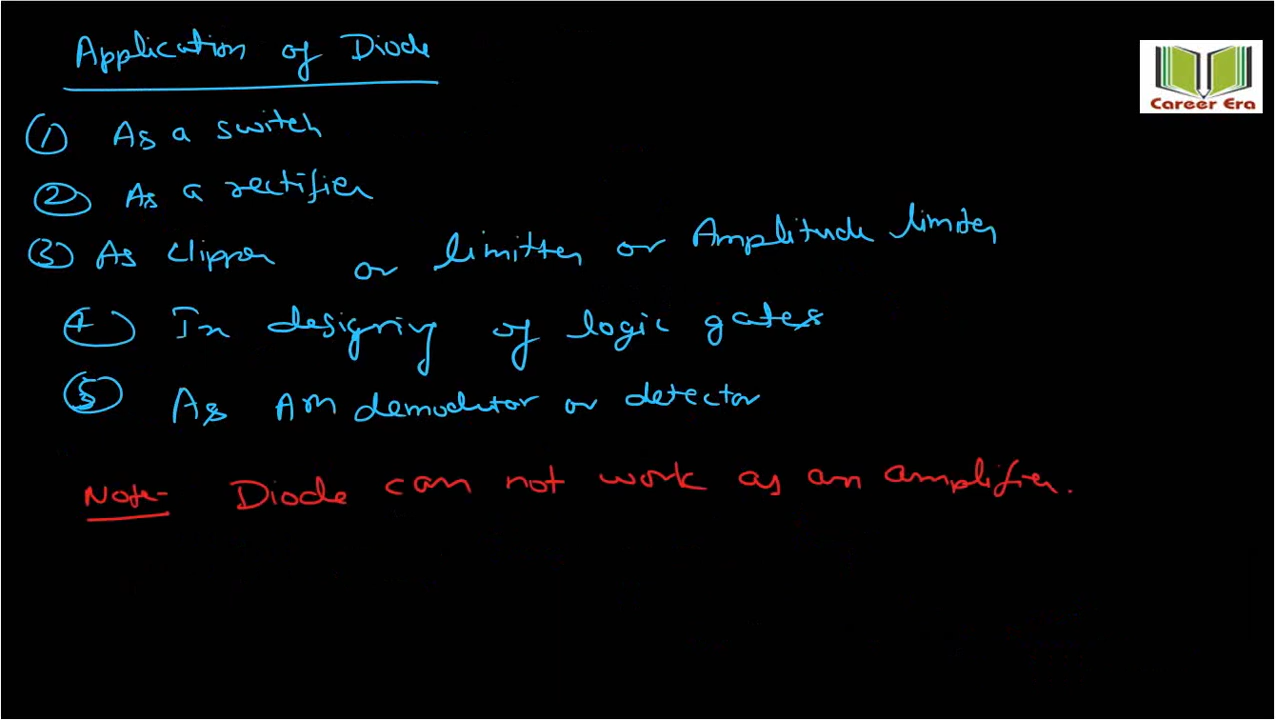 Application of Diode
Career Era
① As a switch
② As a rectifier
③ As clipper or limitter or Amplitude limiter
④ In designing of logic gates
⑤ As AM demodutor or detector
Note- Diode can not work as an amplifier.